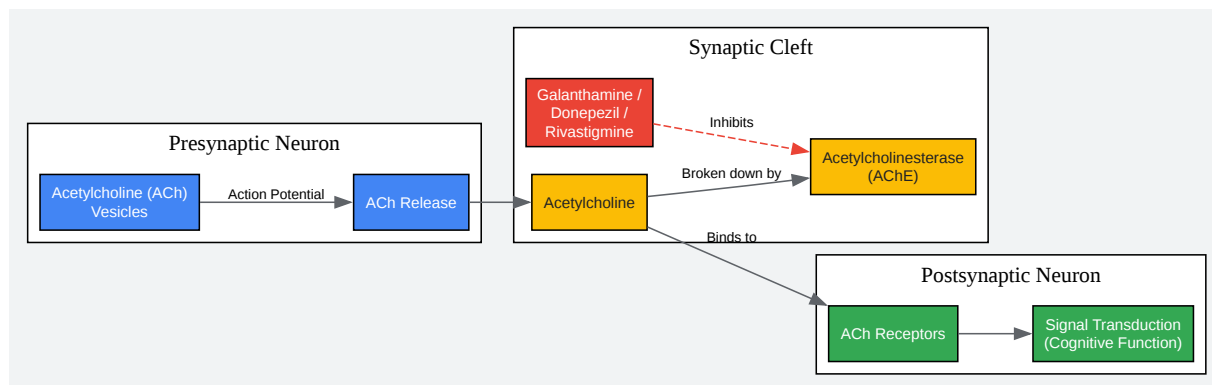 Synaptic Cleft
Galanthamine /
Donepezil /
Rivastigmine
Inhibits
Acetylcholinesterase
(AChE)
Presynaptic Neuron
Acetylcholine (ACh)
Vesicles
Action Potential
ACh Release
Acetylcholine
Broken down by
Binds to
Postsynaptic Neuron
ACh Receptors
Signal Transduction
(Cognitive Function)